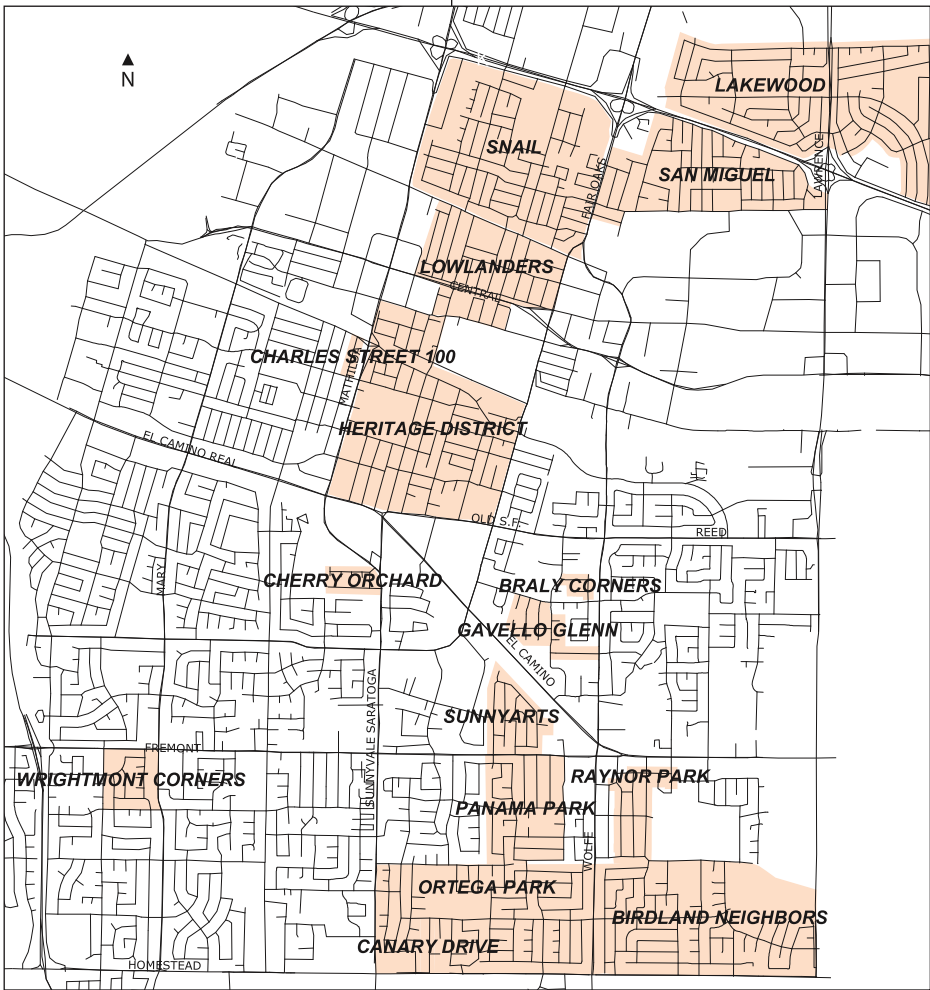 N
LAKEWOOD
SNAIL
LAWRENCE
SAN MIGUEL
FAIR OAKS
LOWLANDERS
CENTRAL
CHARLES STREET 100
MATHILDA
HERITAGE DISTRICT
EL CAMINO REAL
OLD S.F.
REED
MARY
CHERRY ORCHARD
BRALY CORNERS
GAVELLO GLENN
EL CAMINO
SUNNYVALE SARATOGA
SUNNYARTS
FREMONT
WRIGHTMONT CORNERS
RAYNOR PARK
PANAMA PARK
WOLFE
ORTEGA PARK
BIRDLAND NEIGHBORS
CANARY DRIVE
HOMESTEAD